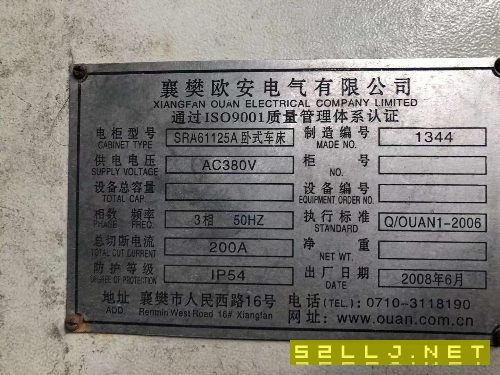 襄樊欧安电气有限公司
XIANGFAN OUAN ELECTRICAL COMPANY LIMITED
通过ISO9001质量管理体系认证
电柜型号 SRA61125A卧式车床 制造编号 1344
CABINET TYPE MADE NO.
供电电压 AC380V 柜号
SUPPLY VOLTAGE NO.
设备总容量 设备编号
TOTAL CAP. EQUIPMENT ORDER NO.
相数 频率 3相 50HZ 执行标准 Q/OUAN1-2006
PHASE FREQ. STANDARD
总切断电流 200A 净重
TOTAL CUT CURRENT NET WT.
防护等级 IP54 出厂日期 2008年6月
DEGREE OF PROTECTION DATE
地址 襄樊市人民西路16号 电话(TEL.): 0710-3118190
ADD. Renmin West Road 16# Xiangfan 网址: www.ouan.com.cn
52LLJ.NET